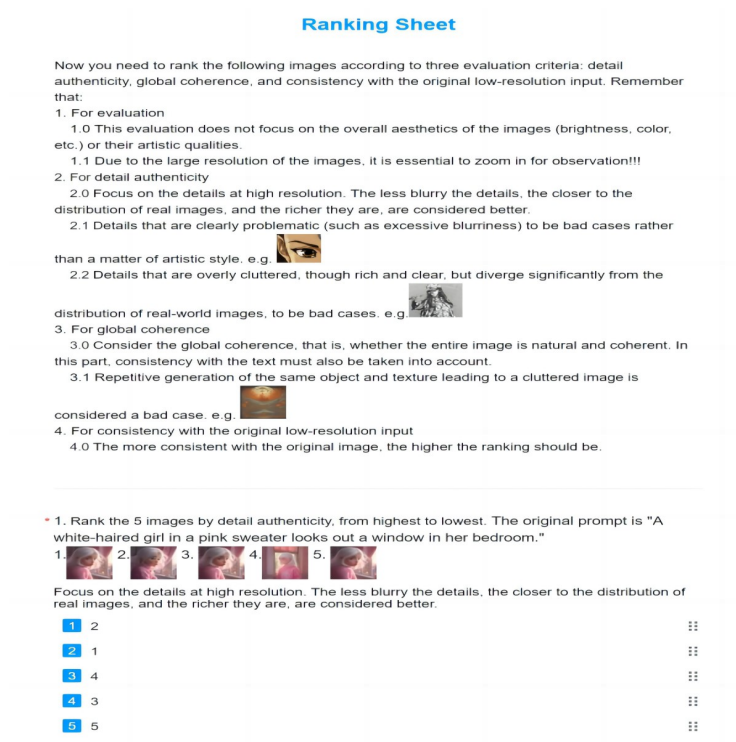 Ranking Sheet
Now you need to rank the following images according to three evaluation criteria: detail
authenticity, global coherence, and consistency with the original low-resolution input. Remember
that:
1. For evaluation
1.0 This evaluation does not focus on the overall aesthetics of the images (brightness, color,
etc.) or their artistic qualities.
1.1 Due to the large resolution of the images, it is essential to zoom in for observation!!!
2. For detail authenticity
2.0 Focus on the details at high resolution. The less blurry the details, the closer to the
distribution of real images, and the richer they are, are considered better.
2.1 Details that are clearly problematic (such as excessive blurriness) to be bad cases rather
than a matter of artistic style. e.g.
2.2 Details that are overly cluttered, though rich and clear, but diverge significantly from the
distribution of real-world images, to be bad cases. e.g.
3. For global coherence
3.0 Consider the global coherence, that is, whether the entire image is natural and coherent. In
this part, consistency with the text must also be taken into account.
3.1 Repetitive generation of the same object and texture leading to a cluttered image is
considered a bad case. e.g.
4. For consistency with the original low-resolution input
4.0 The more consistent with the original image, the higher the ranking should be.
* 1. Rank the 5 images by detail authenticity, from highest to lowest. The original prompt is "A
white-haired girl in a pink sweater looks out a window in her bedroom."
1. 2. 3. 4. 5.
Focus on the details at high resolution. The less blurry the details, the closer to the distribution of
real images, and the richer they are, are considered better.
1 2
2 1
3 4
4 3
5 5